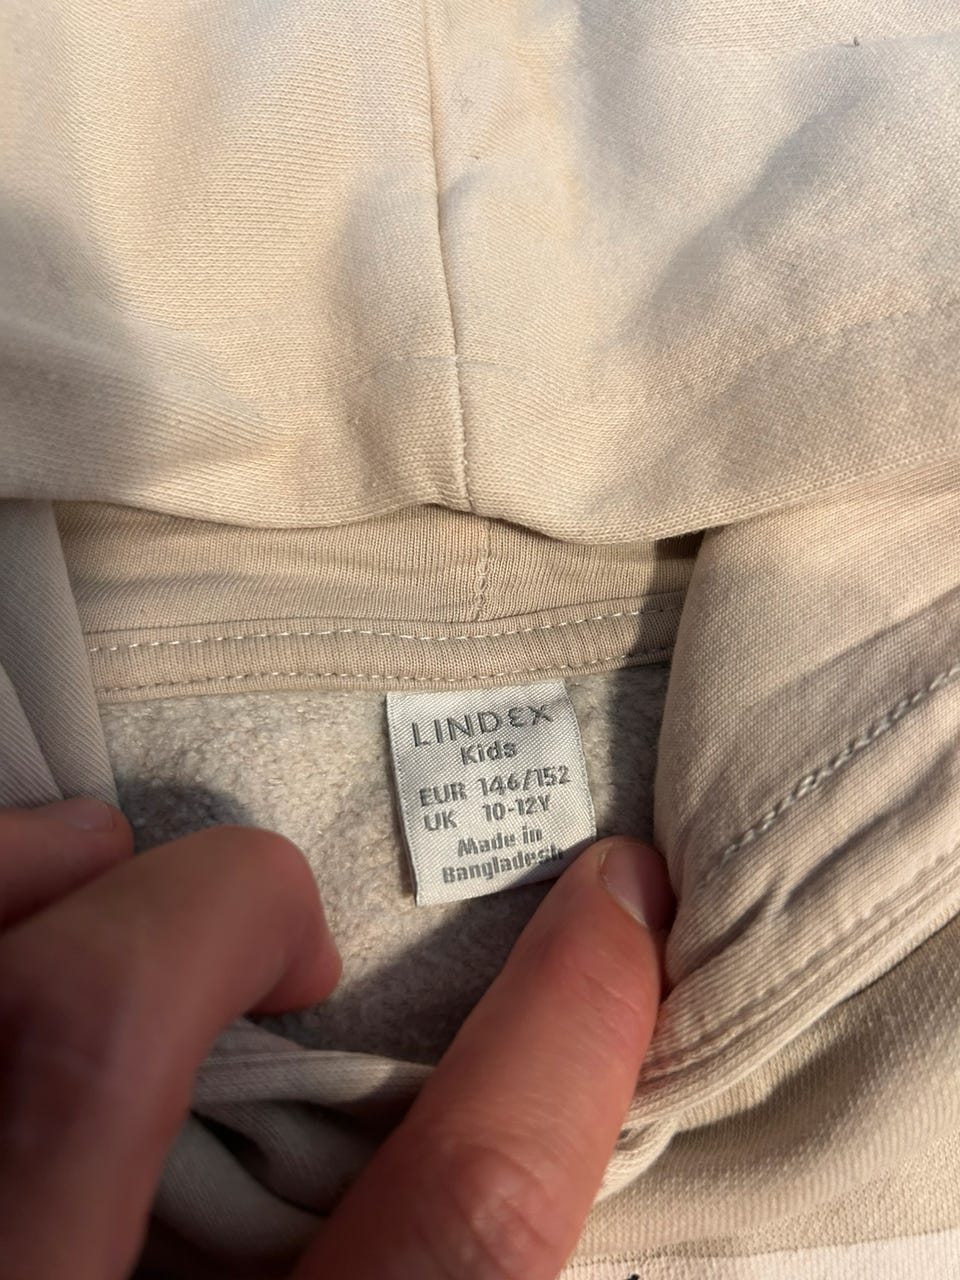 LINDEX
Kids
EUR 146/152
UK 10-12Y
Made in
Bangladesh